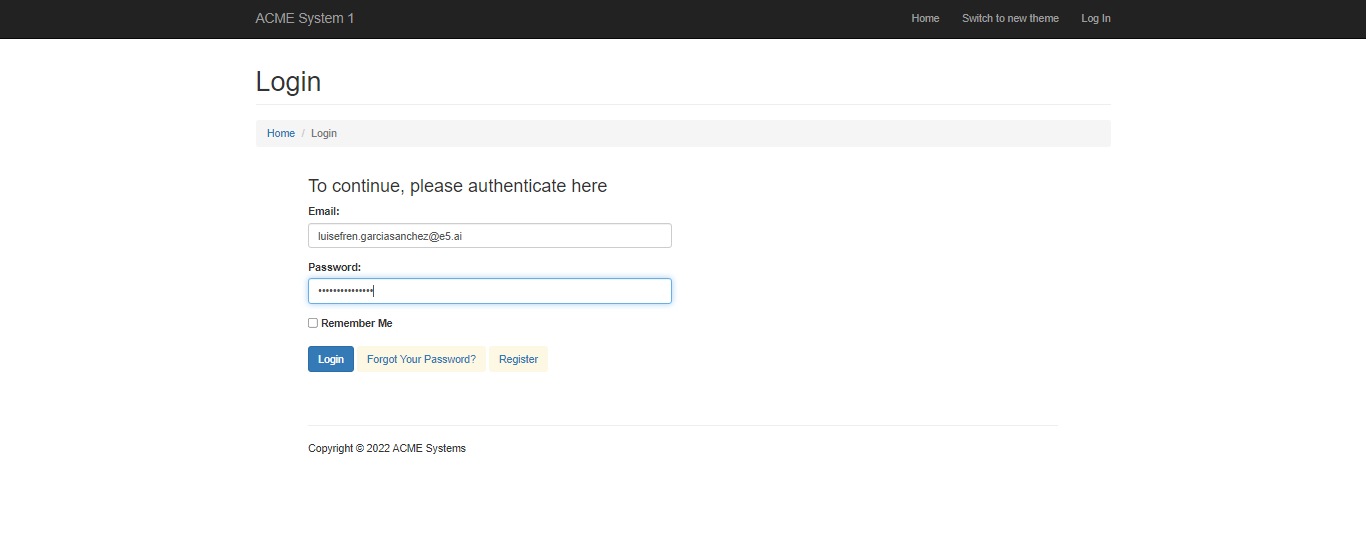 ACME System 1 Home Switch to new theme Log In
Login
Home / Login
To continue, please authenticate here
Email:
luisefren.garciasanchez@e5.ai
Password:
•••••••••••••••
Remember Me
Login Forgot Your Password? Register
Copyright © 2022 ACME Systems